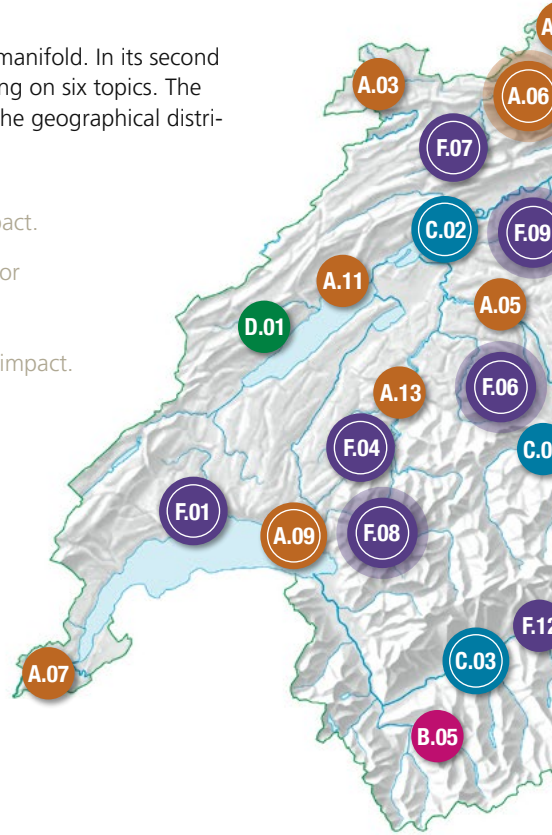 manifold. In its second
ng on six topics. The
he geographical distri-
act.
or
impact.
A
A.03
A.06
F.07
C.02
F.09
A.11
A.05
D.01
F.06
A.13
F.04
C.0
F.01
A.09
F.08
F.12
C.03
A.07
B.05